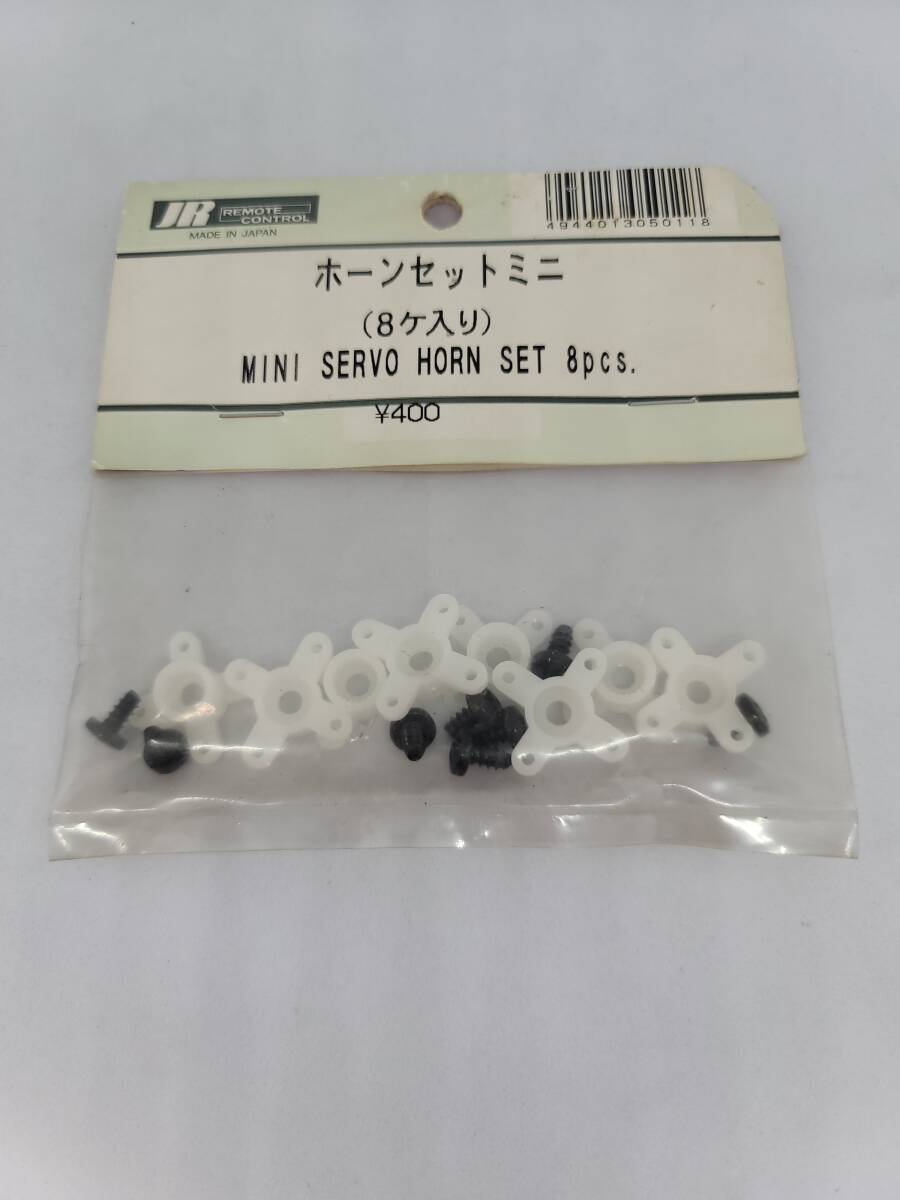 JR REMOTE CONTROL
MADE IN JAPAN
4944013050118
ホーンセットミニ
(8ケ入り)
MINI SERVO HORN SET 8pcs.
¥400